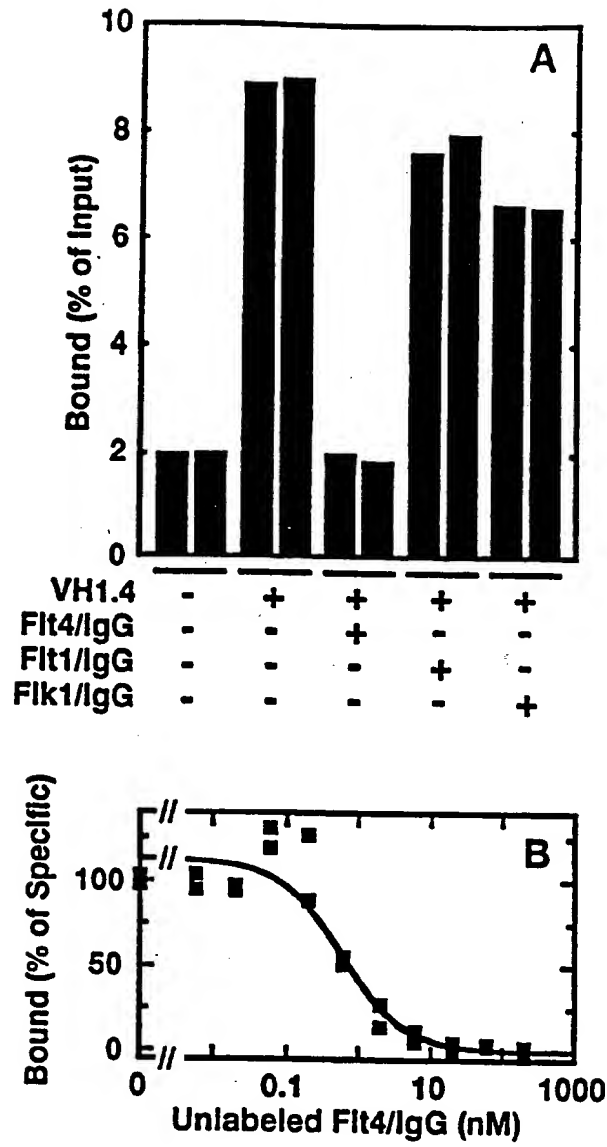 10
A
8
6
4
2
0
Bound (% of Input)
VH1.4 - + + + +
Flt4/IgG - - + - -
Flt1/IgG - - - + -
Flk1/IgG - - - - +
B
100
50
0
Bound (% of Specific)
0 0.1 10 1000
Unlabeled Flt4/IgG (nM)